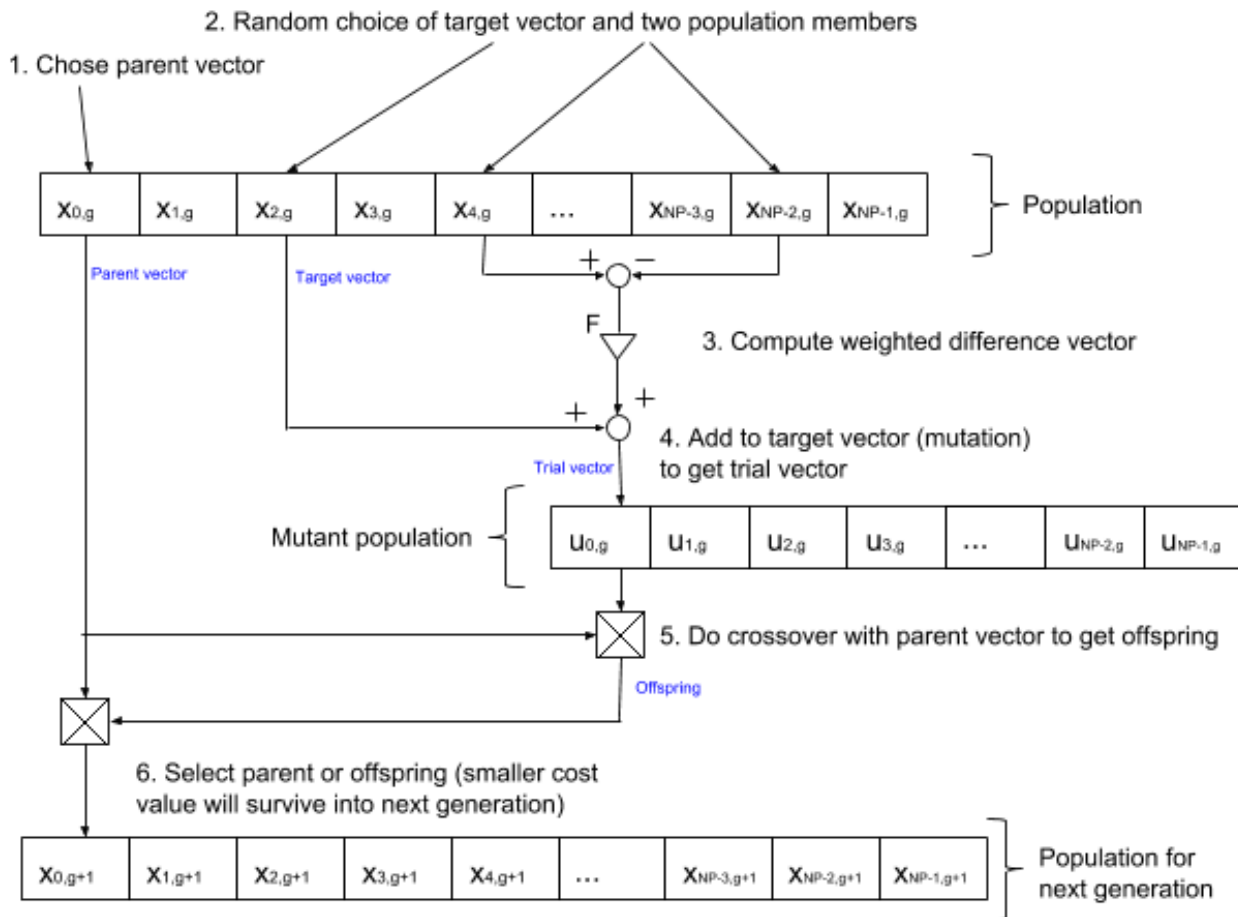 2. Random choice of target vector and two population members
1. Chose parent vector
x0,g x1,g x2,g x3,g x4,g ... xNP-3,g xNP-2,g xNP-1,g
Population
Parent vector
Target vector
+ −
F
3. Compute weighted difference vector
+ +
4. Add to target vector (mutation)
to get trial vector
Trial vector
Mutant population
u0,g u1,g u2,g u3,g ... uNP-2,g uNP-1,g
5. Do crossover with parent vector to get offspring
Offspring
6. Select parent or offspring (smaller cost
value will survive into next generation)
x0,g+1 x1,g+1 x2,g+1 x3,g+1 x4,g+1 ... xNP-3,g+1 xNP-2,g+1 xNP-1,g+1
Population for
next generation